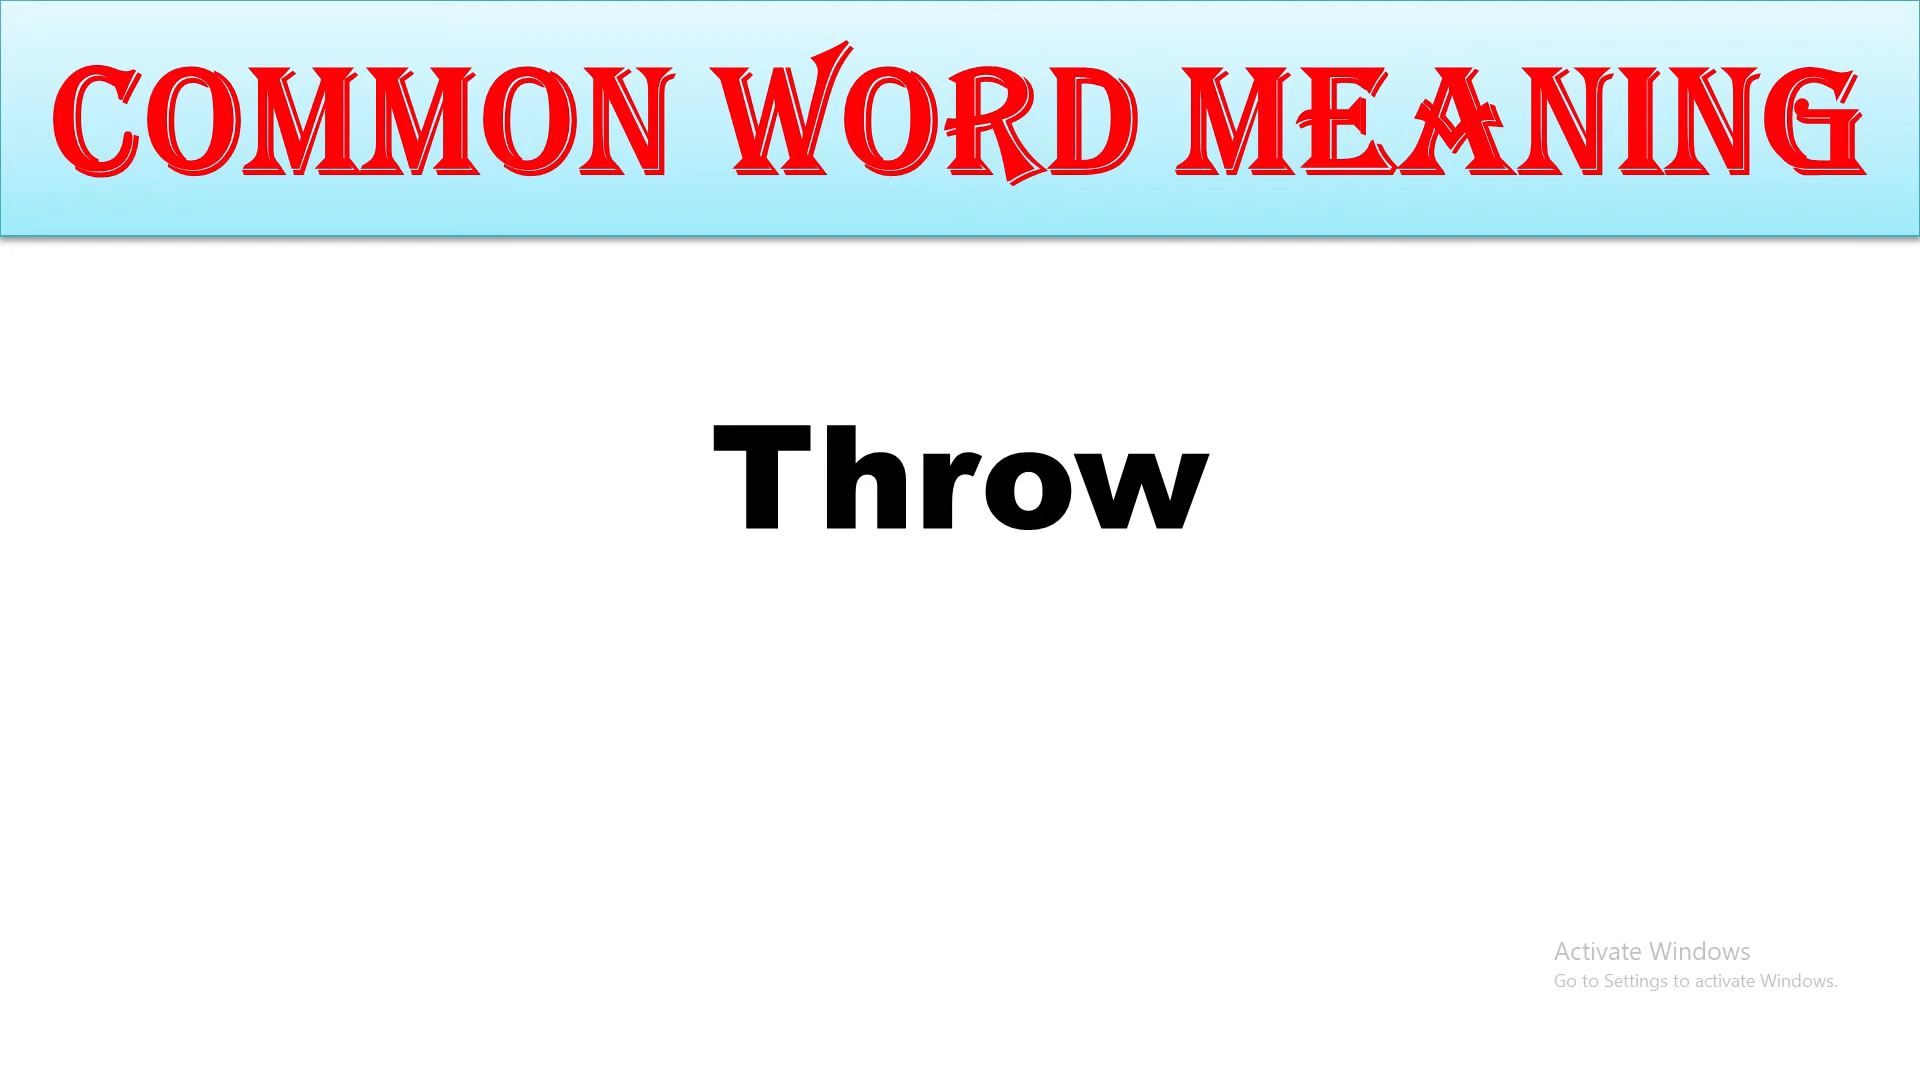 COMMON WORD MEANING
Throw
Activate Windows
Go to Settings to activate Windows.